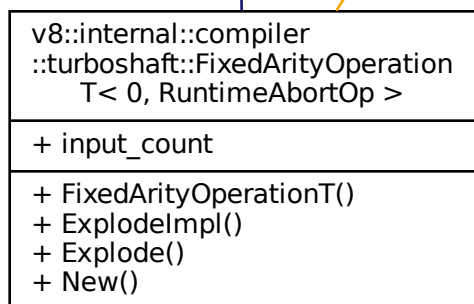 v8::internal::compiler
::turboshaft::FixedArityOperation
T< 0, RuntimeAbortOp >
+ input_count
+ FixedArityOperationT()
+ ExplodeImpl()
+ Explode()
+ New()